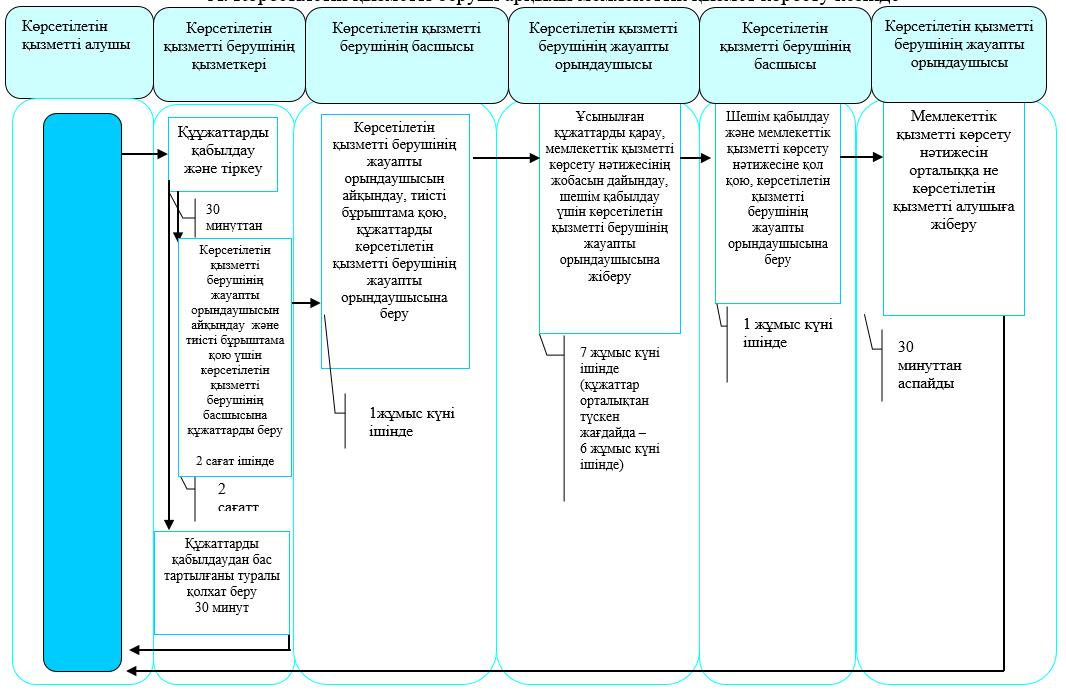 Көрсетілетін
қызметті алушы
Көрсетілетін
қызметті берушінің
қызметкері
Көрсетілетін қызметті
берушінің басшысы
Көрсетілетін қызметті
берушінің жауапты
орындаушысы
Көрсетілетін
қызметті берушінің
басшысы
Көрсетілетін қызметті
берушінің жауапты
орындаушысы
Құұжаттарды
қабылдау
және тіркеу
30
минуттан
Көрсетілетін
қызметті
берушінің
жауапты
орындаушысын
айқындау және
тиісті бұрыштама
қою үшін
көрсетілетін
қызметті
берушінің
басшысына
құжаттарды беру
2 сағат ішінде
2
сағатт
Құжаттарды
қабылдаудан бас
тартылғаны туралы
қолхат беру
30 минут
Көрсетілетін
қызметті берушінің
жауапты
орындаушысын
айқындау, тиісті
бұрыштама қою,
құжаттарды
көрсетілетін
қызметті берушінің
жауапты
орындаушысына
беру
1жұмыс күні
ішінде
Ұсынылған
құжаттарды қарау,
мемлекеттік қызметті
көрсету нәтижесінің
жобасын дайындау,
шешім қабылдау
үшін көрсетілетін
қызметті берушінің
жауапты
орындаушысына
жіберу
7 жұмыс күні
ішінде
(құжаттар
орталықтан
түскен
жағдайда –
6 жұмыс күні
ішінде)
Шешім қабылдау
және мемлекеттік
қызметті көрсету
нәтижесіне қол
қою, көрсетілетін
қызметті
берушінің
жауапты
орындаушысына
беру
1 жұмыс күні
ішінде
Мемлекеттік
қызметті көрсету
нәтижесін
орталыққа не
көрсетілетін
қызметті алушыға
жіберу
30
минуттан
аспайды